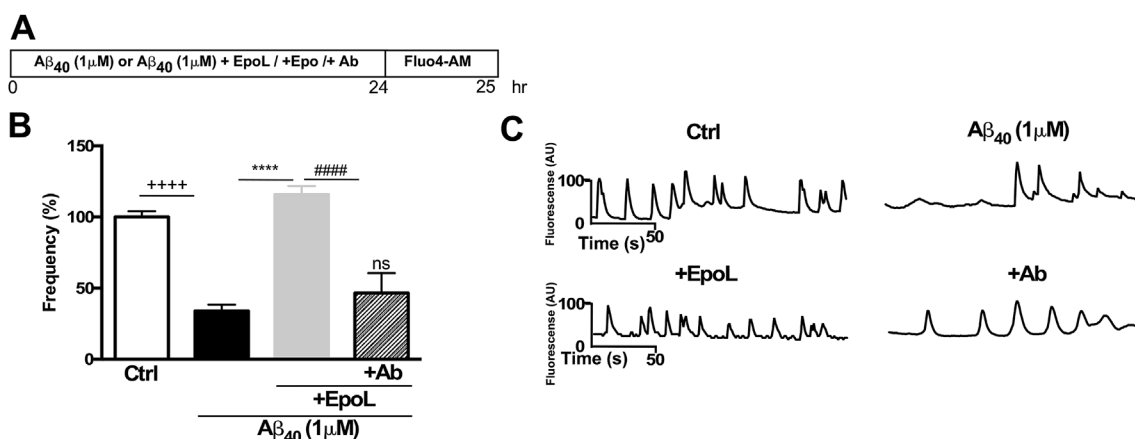 A
Aβ40 (1μM) or Aβ40 (1μM) + EpoL / +Epo /+ Ab
Fluo4-AM
0
24
25
hr
B
150
100
50
0
Frequency (%)
++++
****
####
ns
Ctrl
+Ab
+EpoL
Aβ40 (1μM)
C
Ctrl
Fluorescense (AU)
100
0
Time (s)
50
Aβ40 (1μM)
+EpoL
Fluorescense (AU)
100
0
Time (s)
50
+Ab